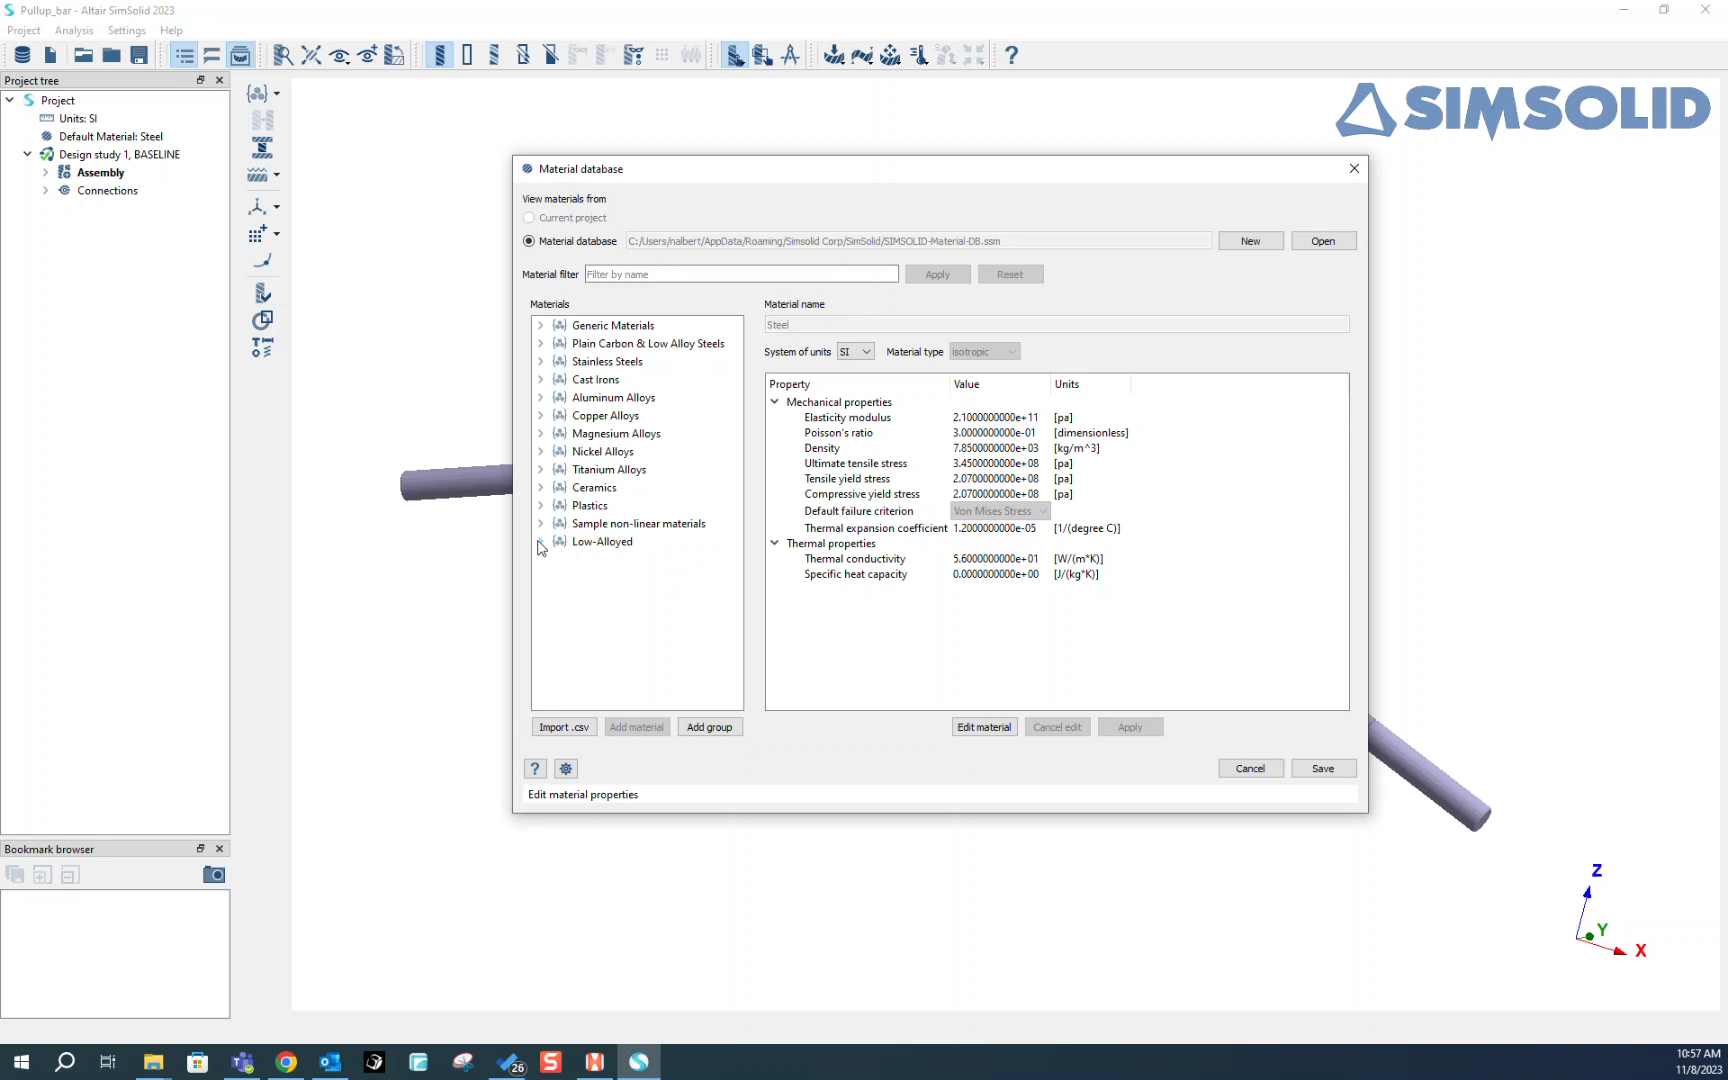 Pullup_bar - Altair SimSolid 2023
Project Analysis Settings Help
Project tree
Project
Units: SI
Default Material: Steel
Design study 1, BASELINE
Assembly
Connections
SIMSOLID
Material database
View materials from
Current project
Material database C:/Users/nalbert/AppData/Roaming/Simsolid Corp/SimSolid/SIMSOLID-Material-DB.ssm New Open
Material filter Filter by name Apply Reset
Materials
Generic Materials
Plain Carbon & Low Alloy Steels
Stainless Steels
Cast Irons
Aluminum Alloys
Copper Alloys
Magnesium Alloys
Nickel Alloys
Titanium Alloys
Ceramics
Plastics
Sample non-linear materials
Low-Alloyed
Import .csv Add material Add group
Material name
Steel
System of units SI Material type isotropic
Property Value Units
Mechanical properties
Elasticity modulus 2.1000000000e+11 [pa]
Poisson's ratio 3.0000000000e-01 [dimensionless]
Density 7.8500000000e+03 [kg/m^3]
Ultimate tensile stress 3.4500000000e+08 [pa]
Tensile yield stress 2.0700000000e+08 [pa]
Compressive yield stress 2.0700000000e+08 [pa]
Default failure criterion Von Mises Stress
Thermal expansion coefficient 1.2000000000e-05 [1/(degree C)]
Thermal properties
Thermal conductivity 5.6000000000e+01 [W/(m*K)]
Specific heat capacity 0.0000000000e+00 [J/(kg*K)]
Edit material Cancel edit Apply
? Cancel Save
Edit material properties
Bookmark browser
Z
Y
X
26
10:57 AM
11/8/2023